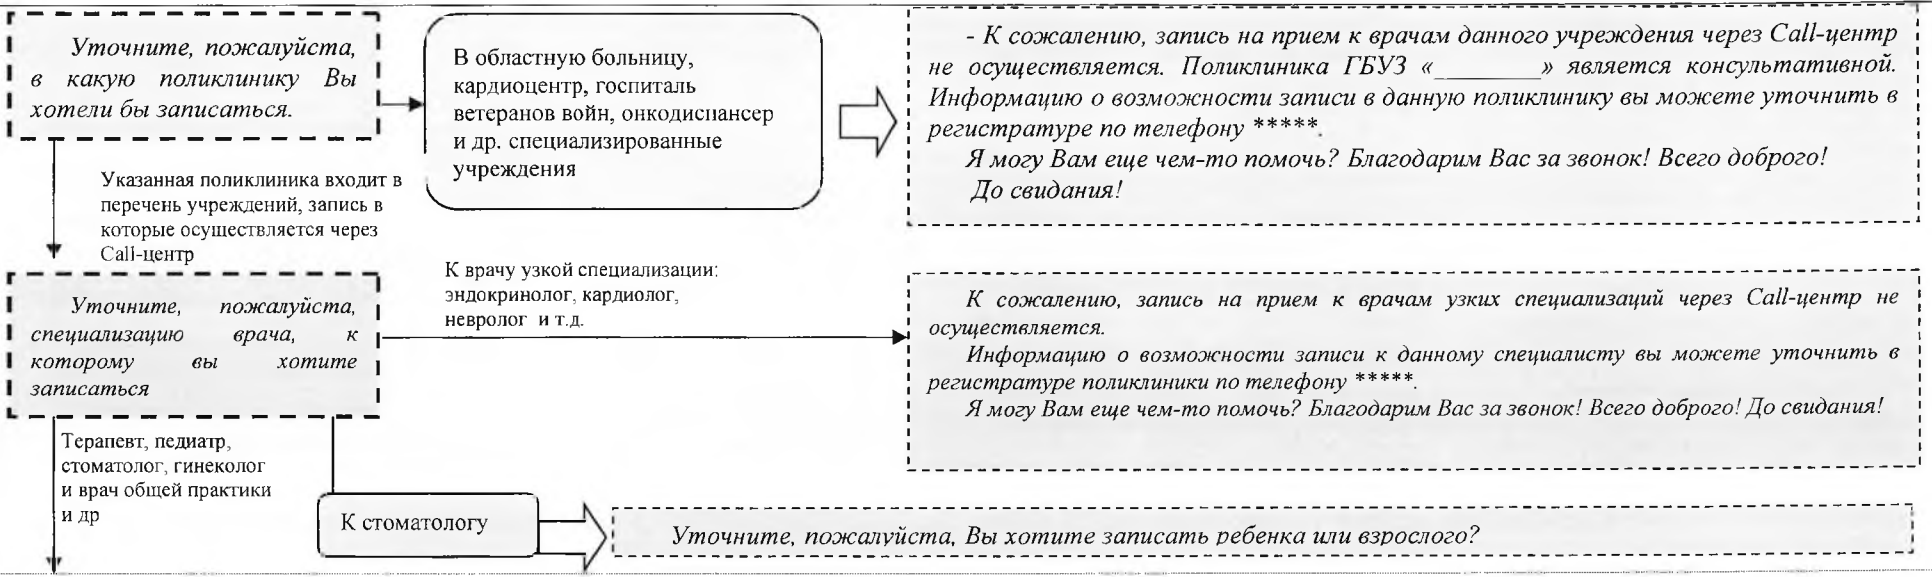 Уточните, пожалуйста,
в какую поликлинику Вы
хотели бы записаться.
В областную больницу,
кардиоцентр, госпиталь
ветеранов войн, онкодиспансер
и др. специализированные
учреждения
- К сожалению, запись на прием к врачам данного учреждения через Call-центр
не осуществляется. Поликлиника ГБУЗ «________» является консультативной.
Информацию о возможности записи в данную поликлинику вы можете уточнить в
регистратуре по телефону *****.
Я могу Вам еще чем-то помочь? Благодарим Вас за звонок! Всего доброго!
До свидания!
Указанная поликлиника входит в
перечень учреждений, запись в
которые осуществляется через
Call-центр
Уточните, пожалуйста,
специализацию врача, к
которому вы хотите
записаться
К врачу узкой специализации:
эндокринолог, кардиолог,
невролог и т.д.
К сожалению, запись на прием к врачам узких специализаций через Call-центр не
осуществляется.
Информацию о возможности записи к данному специалисту вы можете уточнить в
регистратуре поликлиники по телефону *****.
Я могу Вам еще чем-то помочь? Благодарим Вас за звонок! Всего доброго! До свидания!
Терапевт, педиатр,
стоматолог, гинеколог
и врач общей практики
и др
К стоматологу
Уточните, пожалуйста, Вы хотите записать ребенка или взрослого?